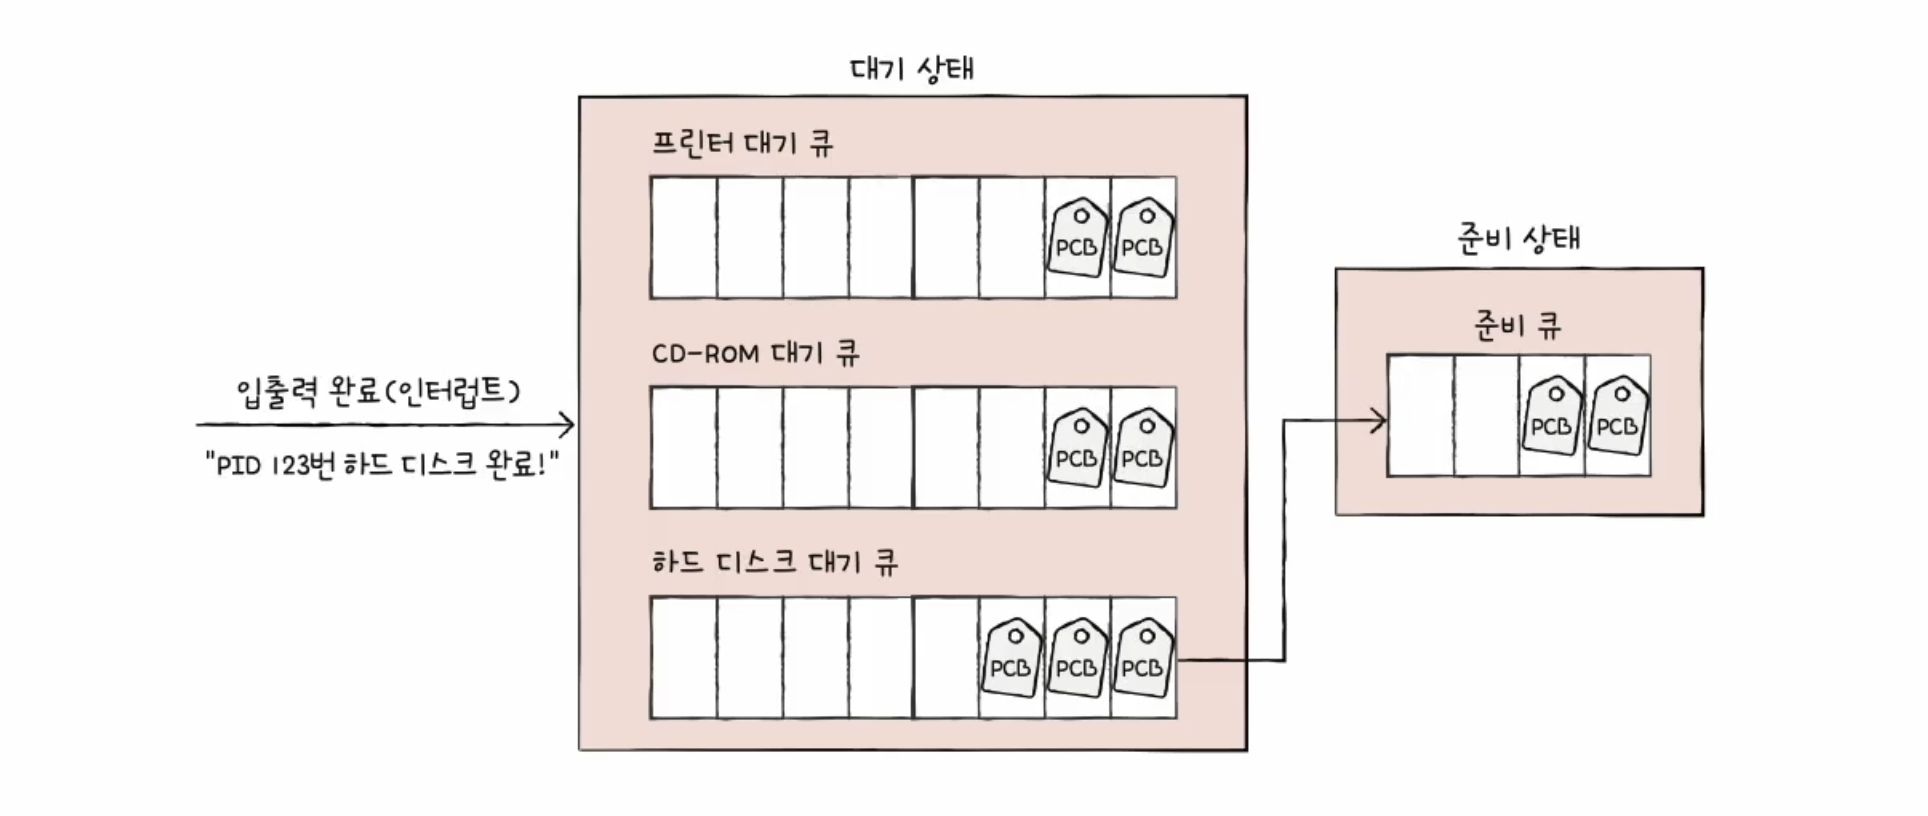 대기 상태
프린터 대기 큐
PCB PCB
준비 상태
준비 큐
PCB PCB
CD-ROM 대기 큐
PCB PCB
입출력 완료(인터럽트)
"PID 123번 하드 디스크 완료!"
하드 디스크 대기 큐
PCB PCB PCB